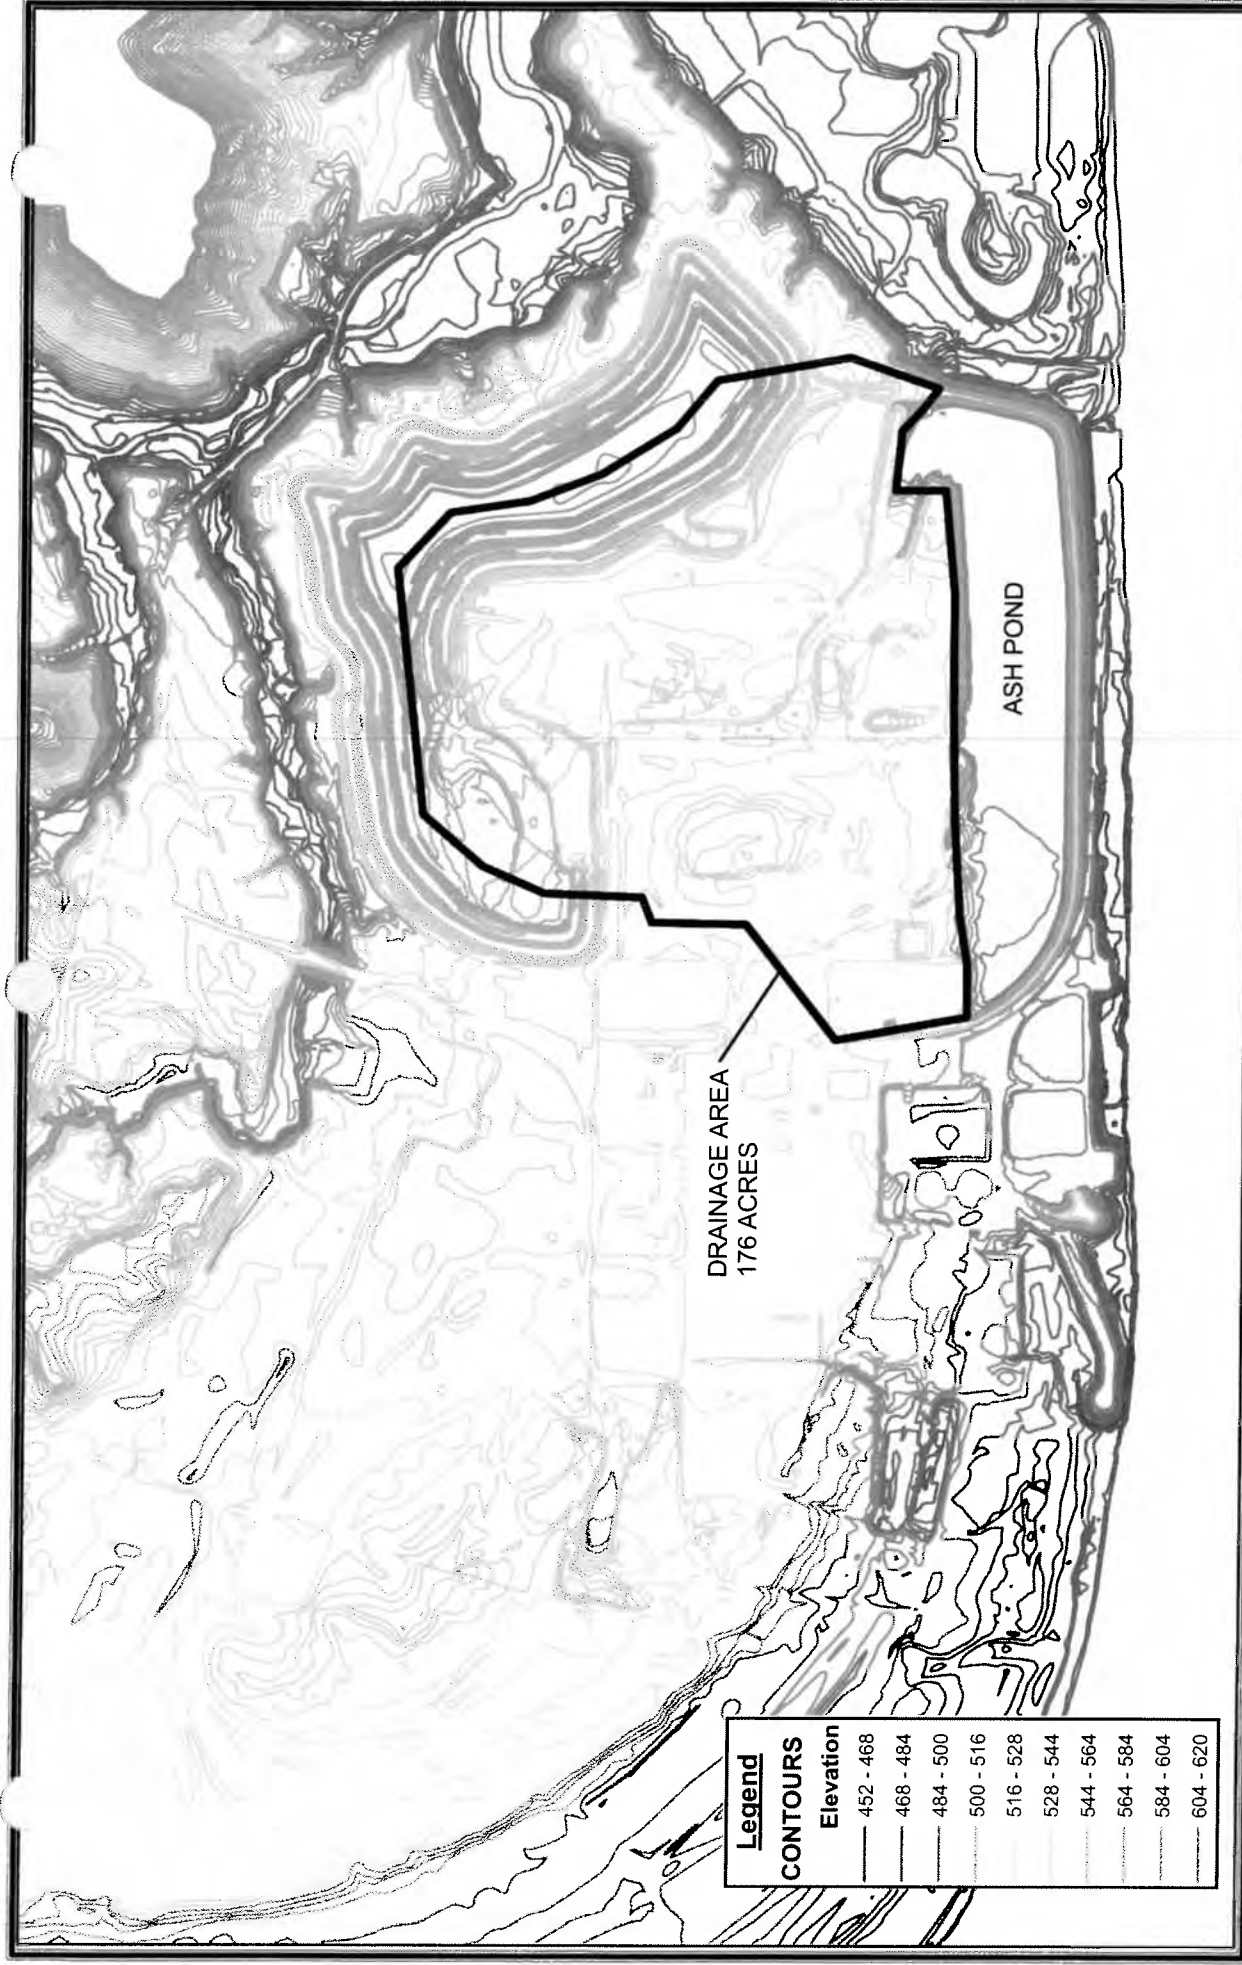 ASH POND
DRAINAGE AREA
176 ACRES
Legend
CONTOURS
Elevation
452 - 468
468 - 484
484 - 500
500 - 516
516 - 528
528 - 544
544 - 564
564 - 584
584 - 604
604 - 620